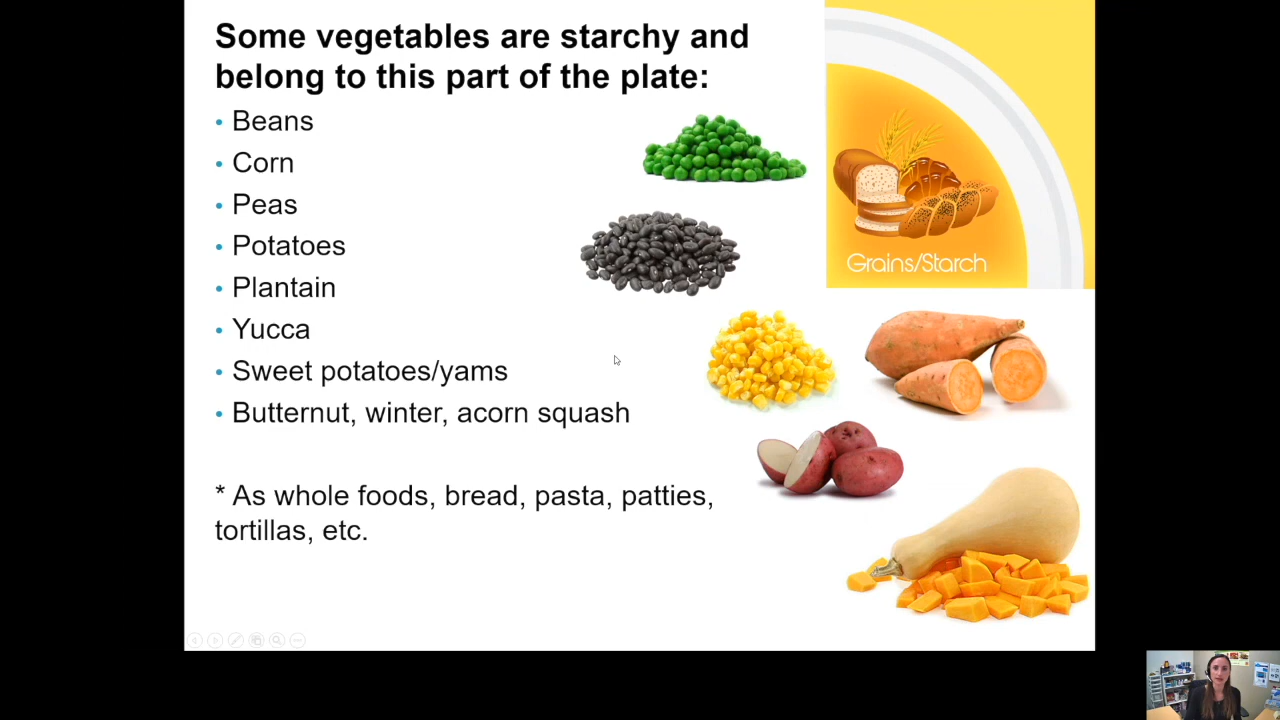 Some vegetables are starchy and
belong to this part of the plate:
• Beans
• Corn
• Peas
• Potatoes
• Plantain
• Yucca
• Sweet potatoes/yams
• Butternut, winter, acorn squash
* As whole foods, bread, pasta, patties,
tortillas, etc.
Grains/Starch